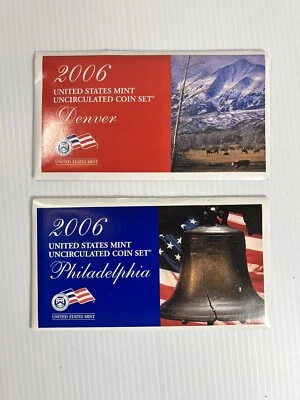 2006
UNITED STATES MINT
UNCIRCULATED COIN SET®
Denver
UNITED STATES MINT
2006
UNITED STATES MINT
UNCIRCULATED COIN SET®
Philadelphia
UNITED STATES MINT